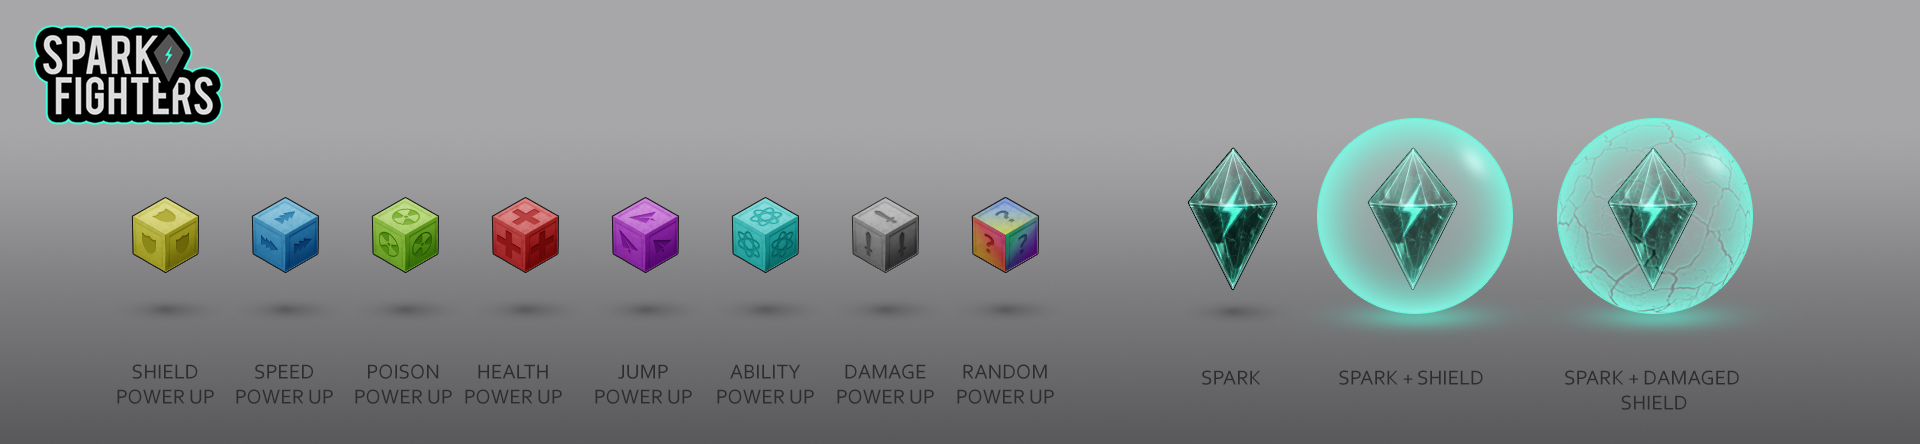 SPARK
FIGHTERS
SHIELD
POWER UP
SPEED
POWER UP
POISON
POWER UP
HEALTH
POWER UP
JUMP
POWER UP
ABILITY
POWER UP
DAMAGE
POWER UP
RANDOM
POWER UP
SPARK
SPARK + SHIELD
SPARK + DAMAGED
SHIELD
? ? ?